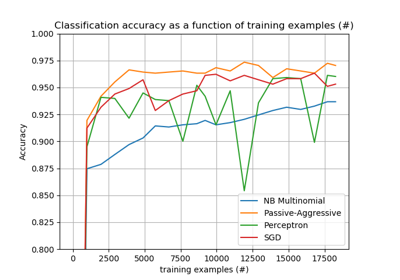 Classification accuracy as a function of training examples (#)
1.000
0.975
0.950
0.925
0.900
0.875
0.850
0.825
0.800
Accuracy
NB Multinomial
Passive-Aggressive
Perceptron
SGD
0 2500 5000 7500 10000 12500 15000 17500
training examples (#)